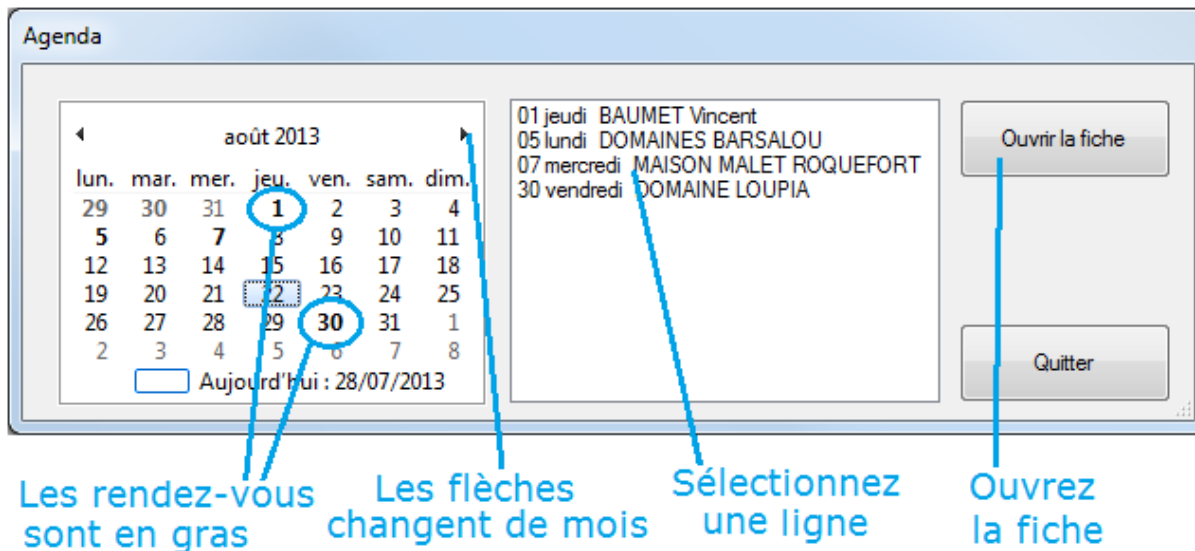 Agenda
août 2013
lun. mar. mer. jeu. ven. sam. dim.
29 30 31 1 2 3 4
5 6 7 8 9 10 11
12 13 14 15 16 17 18
19 20 21 22 23 24 25
26 27 28 29 30 31 1
2 3 4 5 6 7 8
Aujourd'hui : 28/07/2013
01 jeudi BAUMET Vincent
05 lundi DOMAINES BARSALOU
07 mercredi MAISON MALET ROQUEFORT
30 vendredi DOMAINE LOUPIA
Ouvrir la fiche
Quitter
Les rendez-vous
sont en gras
Les flèches
changent de mois
Sélectionnez
une ligne
Ouvrez
la fiche